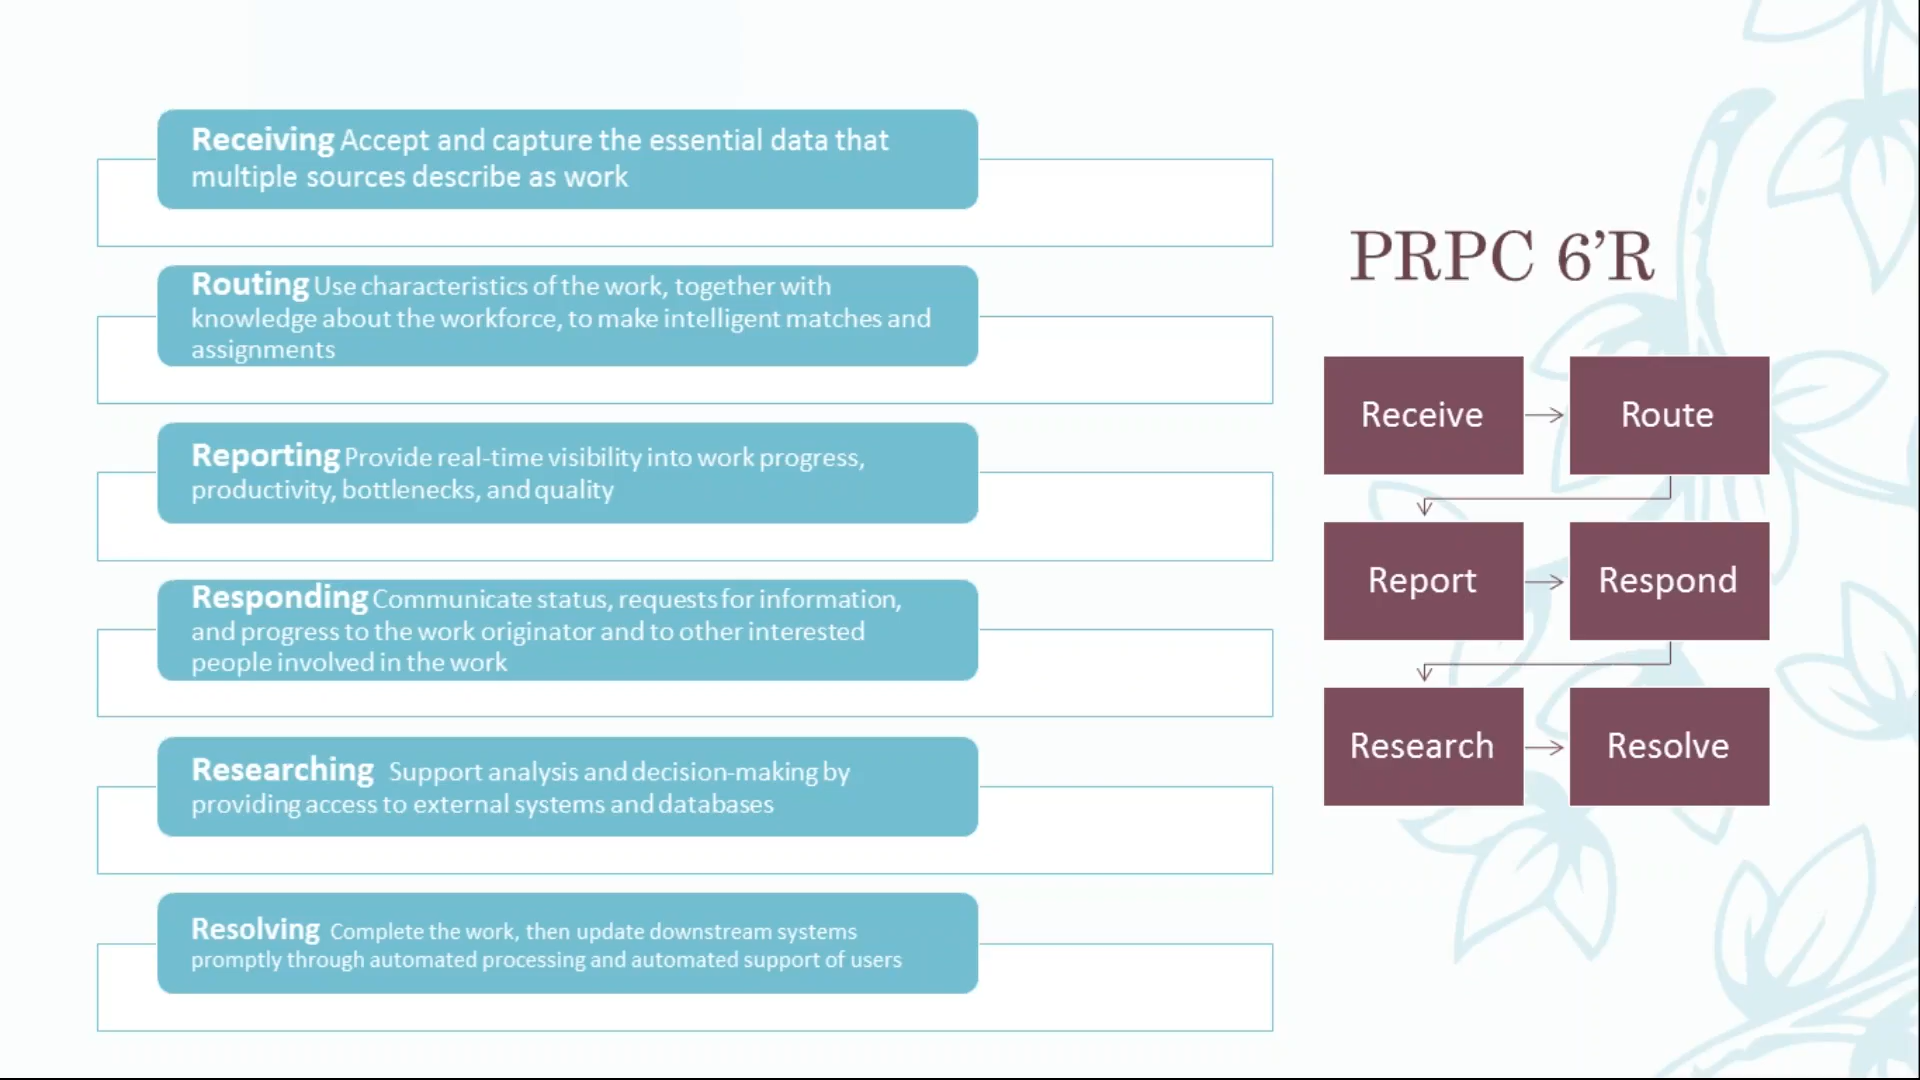 Receiving Accept and capture the essential data that
multiple sources describe as work
Routing Use characteristics of the work, together with
knowledge about the workforce, to make intelligent matches and
assignments
Reporting Provide real-time visibility into work progress,
productivity, bottlenecks, and quality
Responding Communicate status, requests for information,
and progress to the work originator and to other interested
people involved in the work
Researching Support analysis and decision-making by
providing access to external systems and databases
Resolving Complete the work, then update downstream systems
promptly through automated processing and automated support of users
PRPC 6’R
Receive
Route
Report
Respond
Research
Resolve